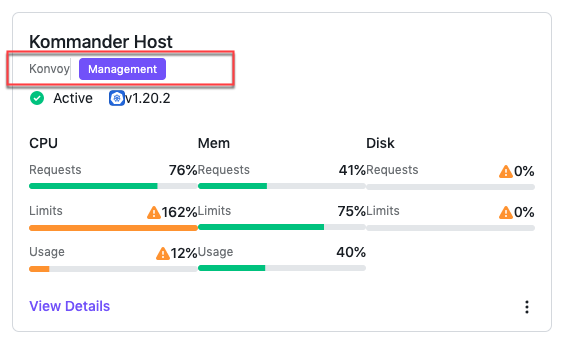 Kommander Host
Konvoy Management
Active v1.20.2
CPU Mem Disk
Requests 76% Requests 41% Requests 0%
Limits 162% Limits 75% Limits 0%
Usage 12% Usage 40%
View Details